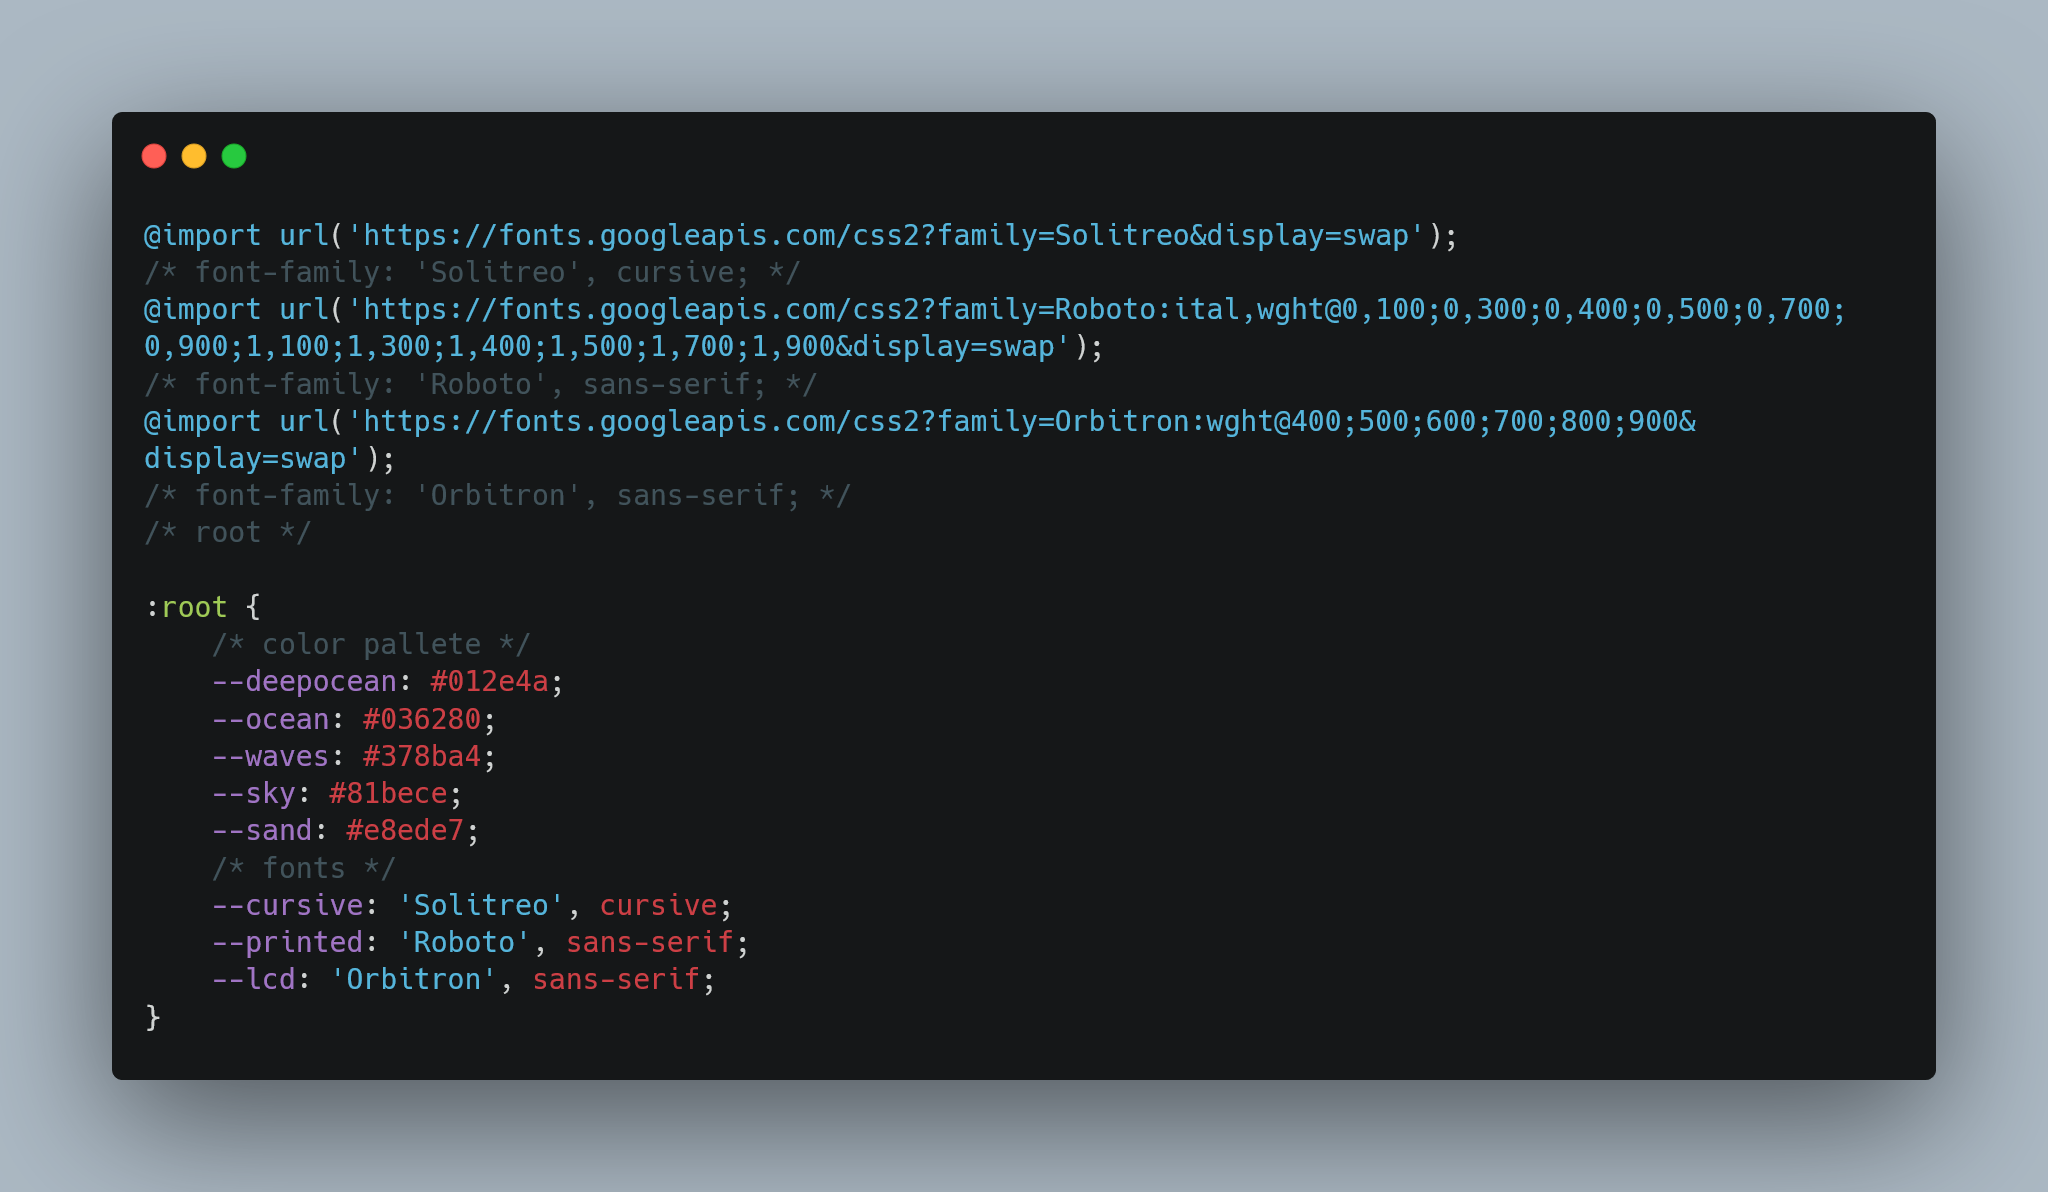 @import url('https://fonts.googleapis.com/css2?family=Solitreo&display=swap');
/* font-family: 'Solitreo', cursive; */
@import url('https://fonts.googleapis.com/css2?family=Roboto:ital,wght@0,100;0,300;0,400;0,500;0,700;
0,900;1,100;1,300;1,400;1,500;1,700;1,900&display=swap');
/* font-family: 'Roboto', sans-serif; */
@import url('https://fonts.googleapis.com/css2?family=Orbitron:wght@400;500;600;700;800;900&
display=swap');
/* font-family: 'Orbitron', sans-serif; */
/* root */

:root {
    /* color pallete */
    --deepocean: #012e4a;
    --ocean: #036280;
    --waves: #378ba4;
    --sky: #81bece;
    --sand: #e8ede7;
    /* fonts */
    --cursive: 'Solitreo', cursive;
    --printed: 'Roboto', sans-serif;
    --lcd: 'Orbitron', sans-serif;
}